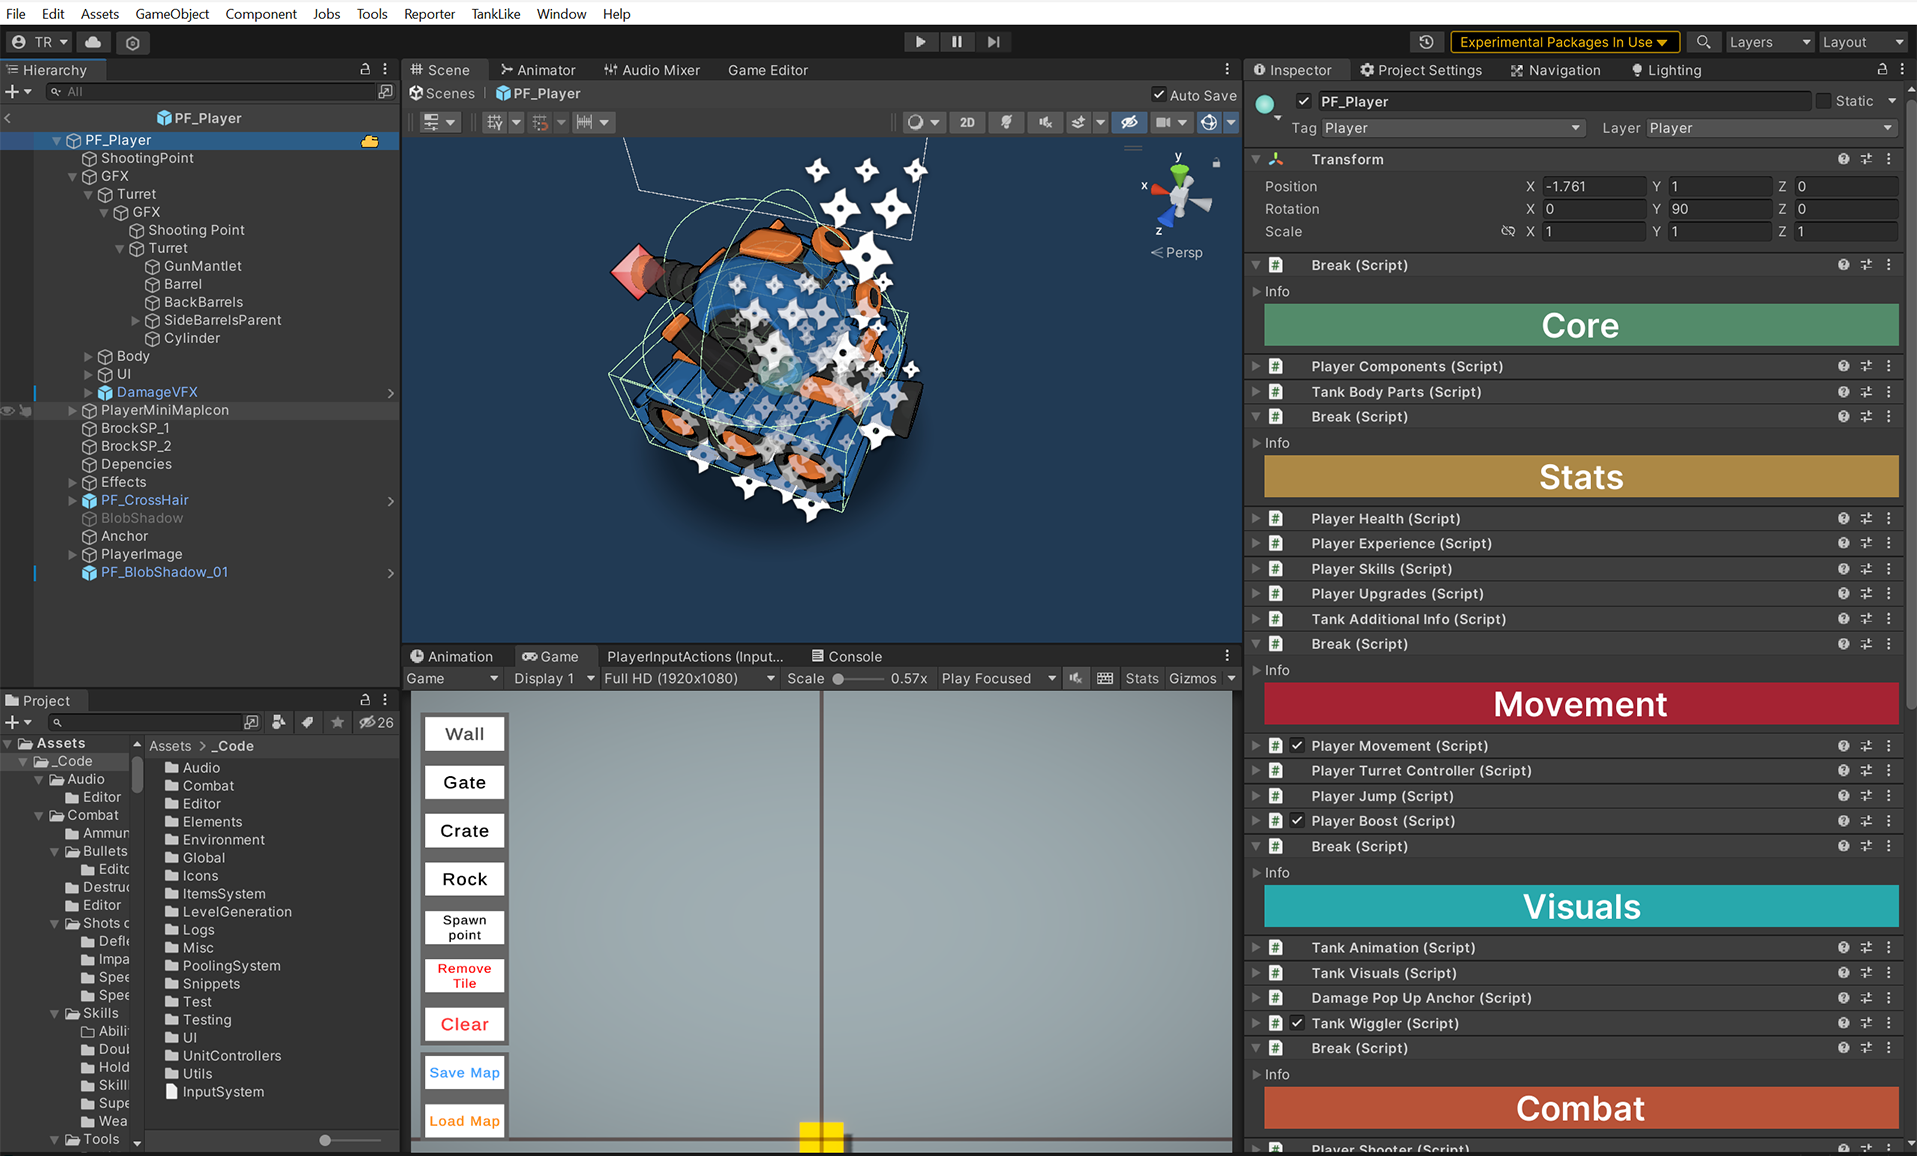 File Edit Assets GameObject Component Jobs Tools Reporter TankLike Window Help
TR
Experimental Packages In Use
Layers
Layout
Hierarchy
All
PF_Player
PF_Player
ShootingPoint
GFX
Turret
GFX
Shooting Point
Turret
GunMantlet
Barrel
BackBarrels
SideBarrelsParent
Cylinder
Body
UI
DamageVFX
PlayerMiniMapIcon
BrockSP_1
BrockSP_2
Depencies
Effects
PF_CrossHair
BlobShadow
Anchor
PlayerImage
PF_BlobShadow_01
Scene Animator Audio Mixer Game Editor
Scenes PF_Player
Auto Save
2D
y
x
z
Persp
Animation Game PlayerInputActions (Input... Console
Game Display 1 Full HD (1920x1080) Scale 0.57x Play Focused Stats Gizmos
Wall
Gate
Crate
Rock
Spawn
point
Remove
Tile
Clear
Save Map
Load Map
Project
26
Assets
_Code
Audio
Editor
Combat
Ammun
Bullets
Editc
Destruc
Editor
Shots c
Defle
Impa
Spee
Spee
Skills
Abili
Doub
Hold
Skill
Supe
Wea
Tools
Assets > _Code
Audio
Combat
Editor
Elements
Environment
Global
Icons
ItemsSystem
LevelGeneration
Logs
Misc
PoolingSystem
Snippets
Test
Testing
UI
UnitControllers
Utils
InputSystem
Inspector Project Settings Navigation Lighting
PF_Player Static
Tag Player Layer Player
Transform
Position X -1.761 Y 1 Z 0
Rotation X 0 Y 90 Z 0
Scale X 1 Y 1 Z 1
Break (Script)
Info
Core
Player Components (Script)
Tank Body Parts (Script)
Break (Script)
Info
Stats
Player Health (Script)
Player Experience (Script)
Player Skills (Script)
Player Upgrades (Script)
Tank Additional Info (Script)
Break (Script)
Info
Movement
Player Movement (Script)
Player Turret Controller (Script)
Player Jump (Script)
Player Boost (Script)
Break (Script)
Info
Visuals
Tank Animation (Script)
Tank Visuals (Script)
Damage Pop Up Anchor (Script)
Tank Wiggler (Script)
Break (Script)
Info
Combat
Player Shooter (Script)